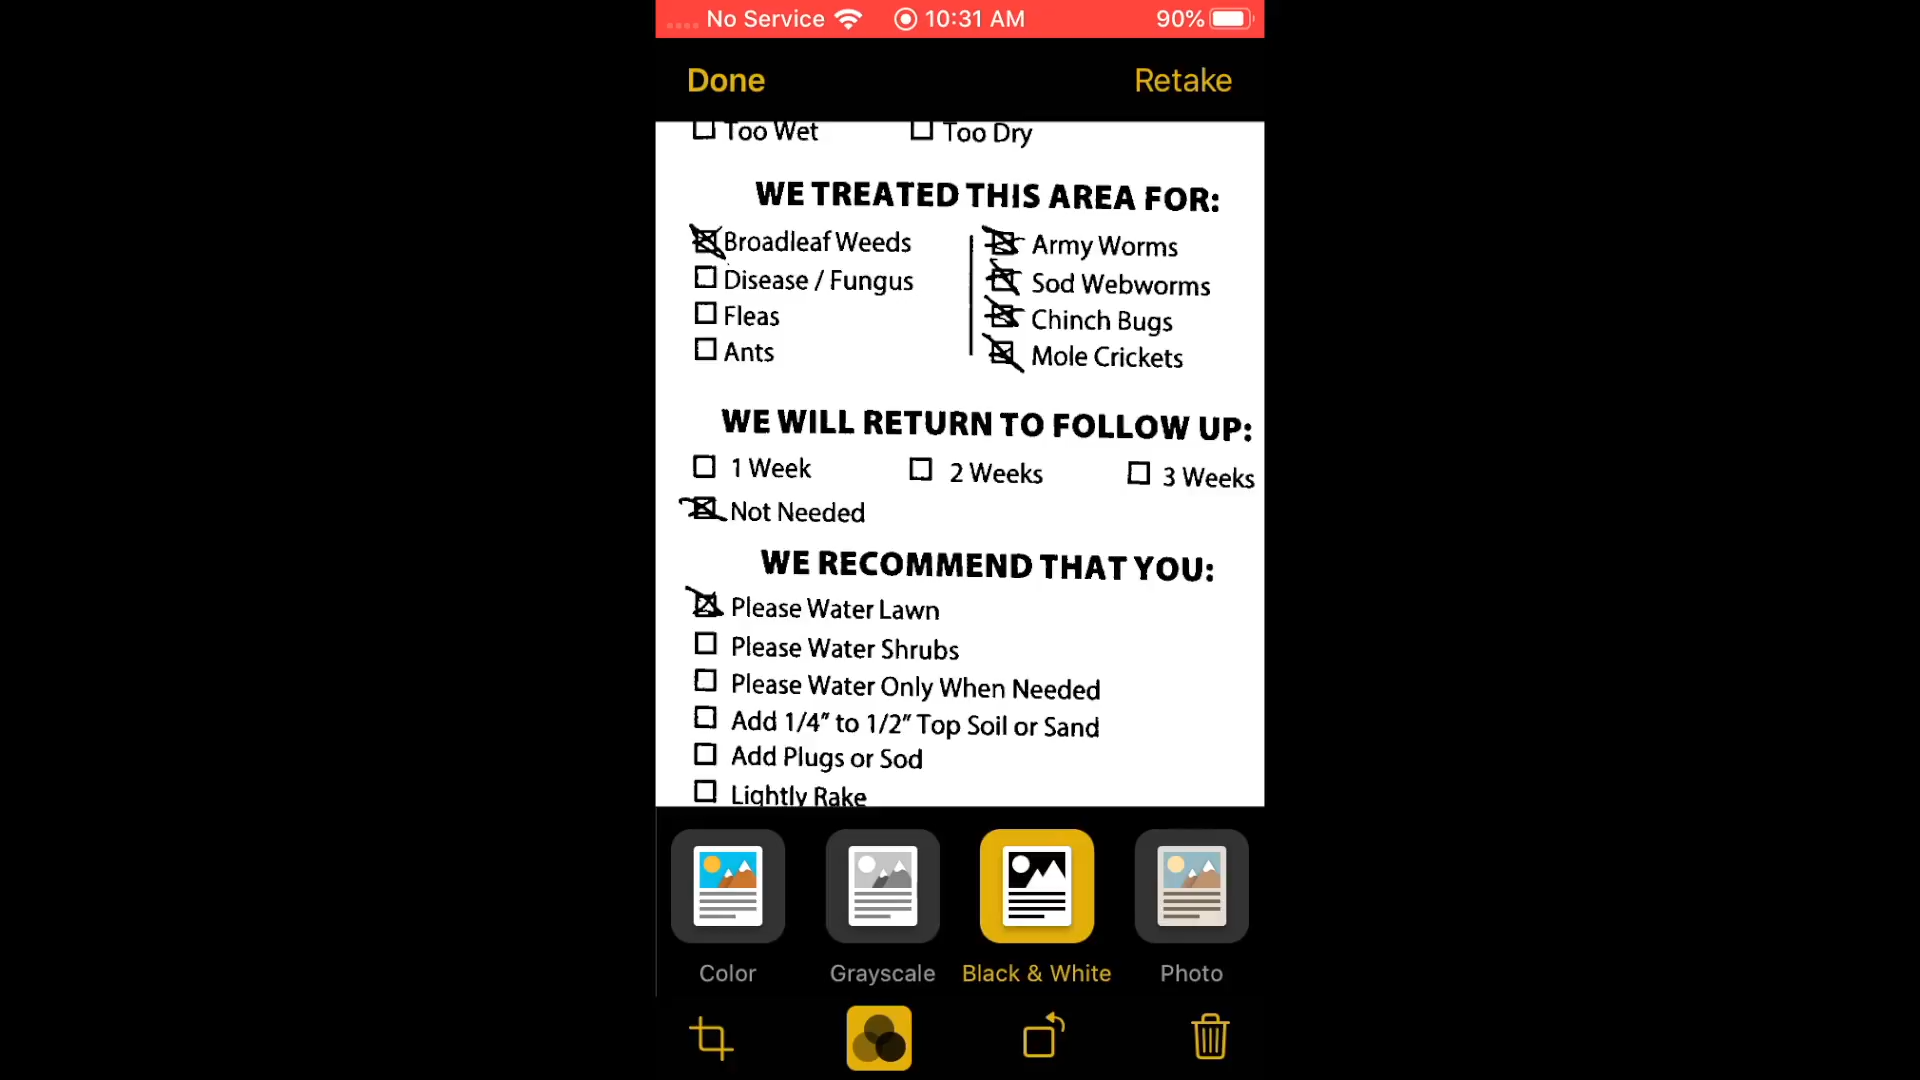 No Service 10:31 AM 90%
Done Retake
Too Wet Too Dry
WE TREATED THIS AREA FOR:
Broadleaf Weeds Army Worms
Disease / Fungus Sod Webworms
Fleas Chinch Bugs
Ants Mole Crickets
WE WILL RETURN TO FOLLOW UP:
1 Week 2 Weeks 3 Weeks
Not Needed
WE RECOMMEND THAT YOU:
Please Water Lawn
Please Water Shrubs
Please Water Only When Needed
Add 1/4" to 1/2" Top Soil or Sand
Add Plugs or Sod
Lightly Rake
Color Grayscale Black & White Photo